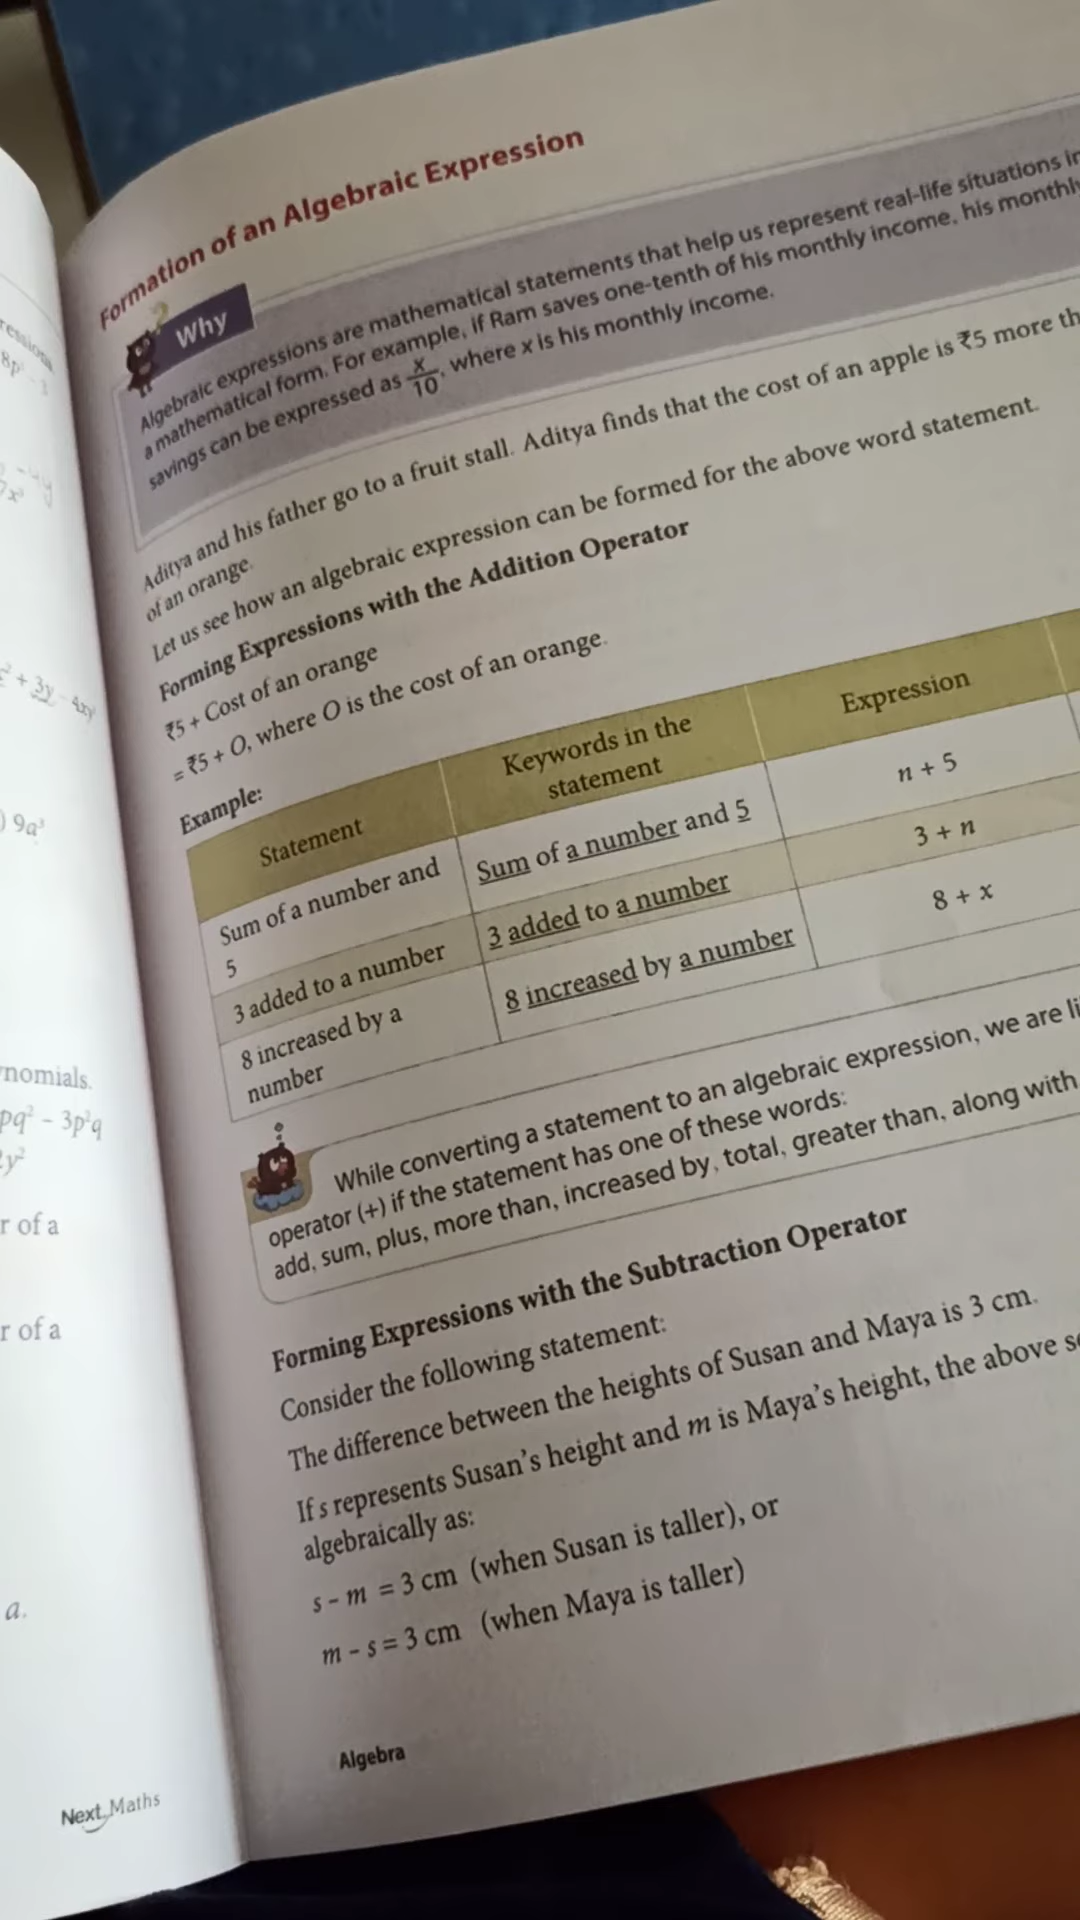 ressions
8p³ - 3
+ 3y - 4xy²
9a³
nomials.
pq² - 3p²q
y²
r of a
r of a
a.
Next Maths
Formation of an Algebraic Expression
Why
Algebraic expressions are mathematical statements that help us represent real-life situations in
a mathematical form. For example, if Ram saves one-tenth of his monthly income, his monthly
savings can be expressed as x/10, where x is his monthly income.
Aditya and his father go to a fruit stall. Aditya finds that the cost of an apple is ₹5 more th
of an orange.
Let us see how an algebraic expression can be formed for the above word statement.
Forming Expressions with the Addition Operator
₹5 + Cost of an orange
= ₹5 + O, where O is the cost of an orange.
Example:
Statement
Keywords in the
statement
Expression
Sum of a number and
5
Sum of a number and 5
n + 5
3 added to a number
3 added to a number
3 + n
8 increased by a
number
8 increased by a number
8 + x
While converting a statement to an algebraic expression, we are li
operator (+) if the statement has one of these words:
add, sum, plus, more than, increased by, total, greater than, along with
Forming Expressions with the Subtraction Operator
Consider the following statement:
The difference between the heights of Susan and Maya is 3 cm.
If s represents Susan's height and m is Maya's height, the above se
algebraically as:
s - m = 3 cm (when Susan is taller), or
m - s = 3 cm (when Maya is taller)
Algebra